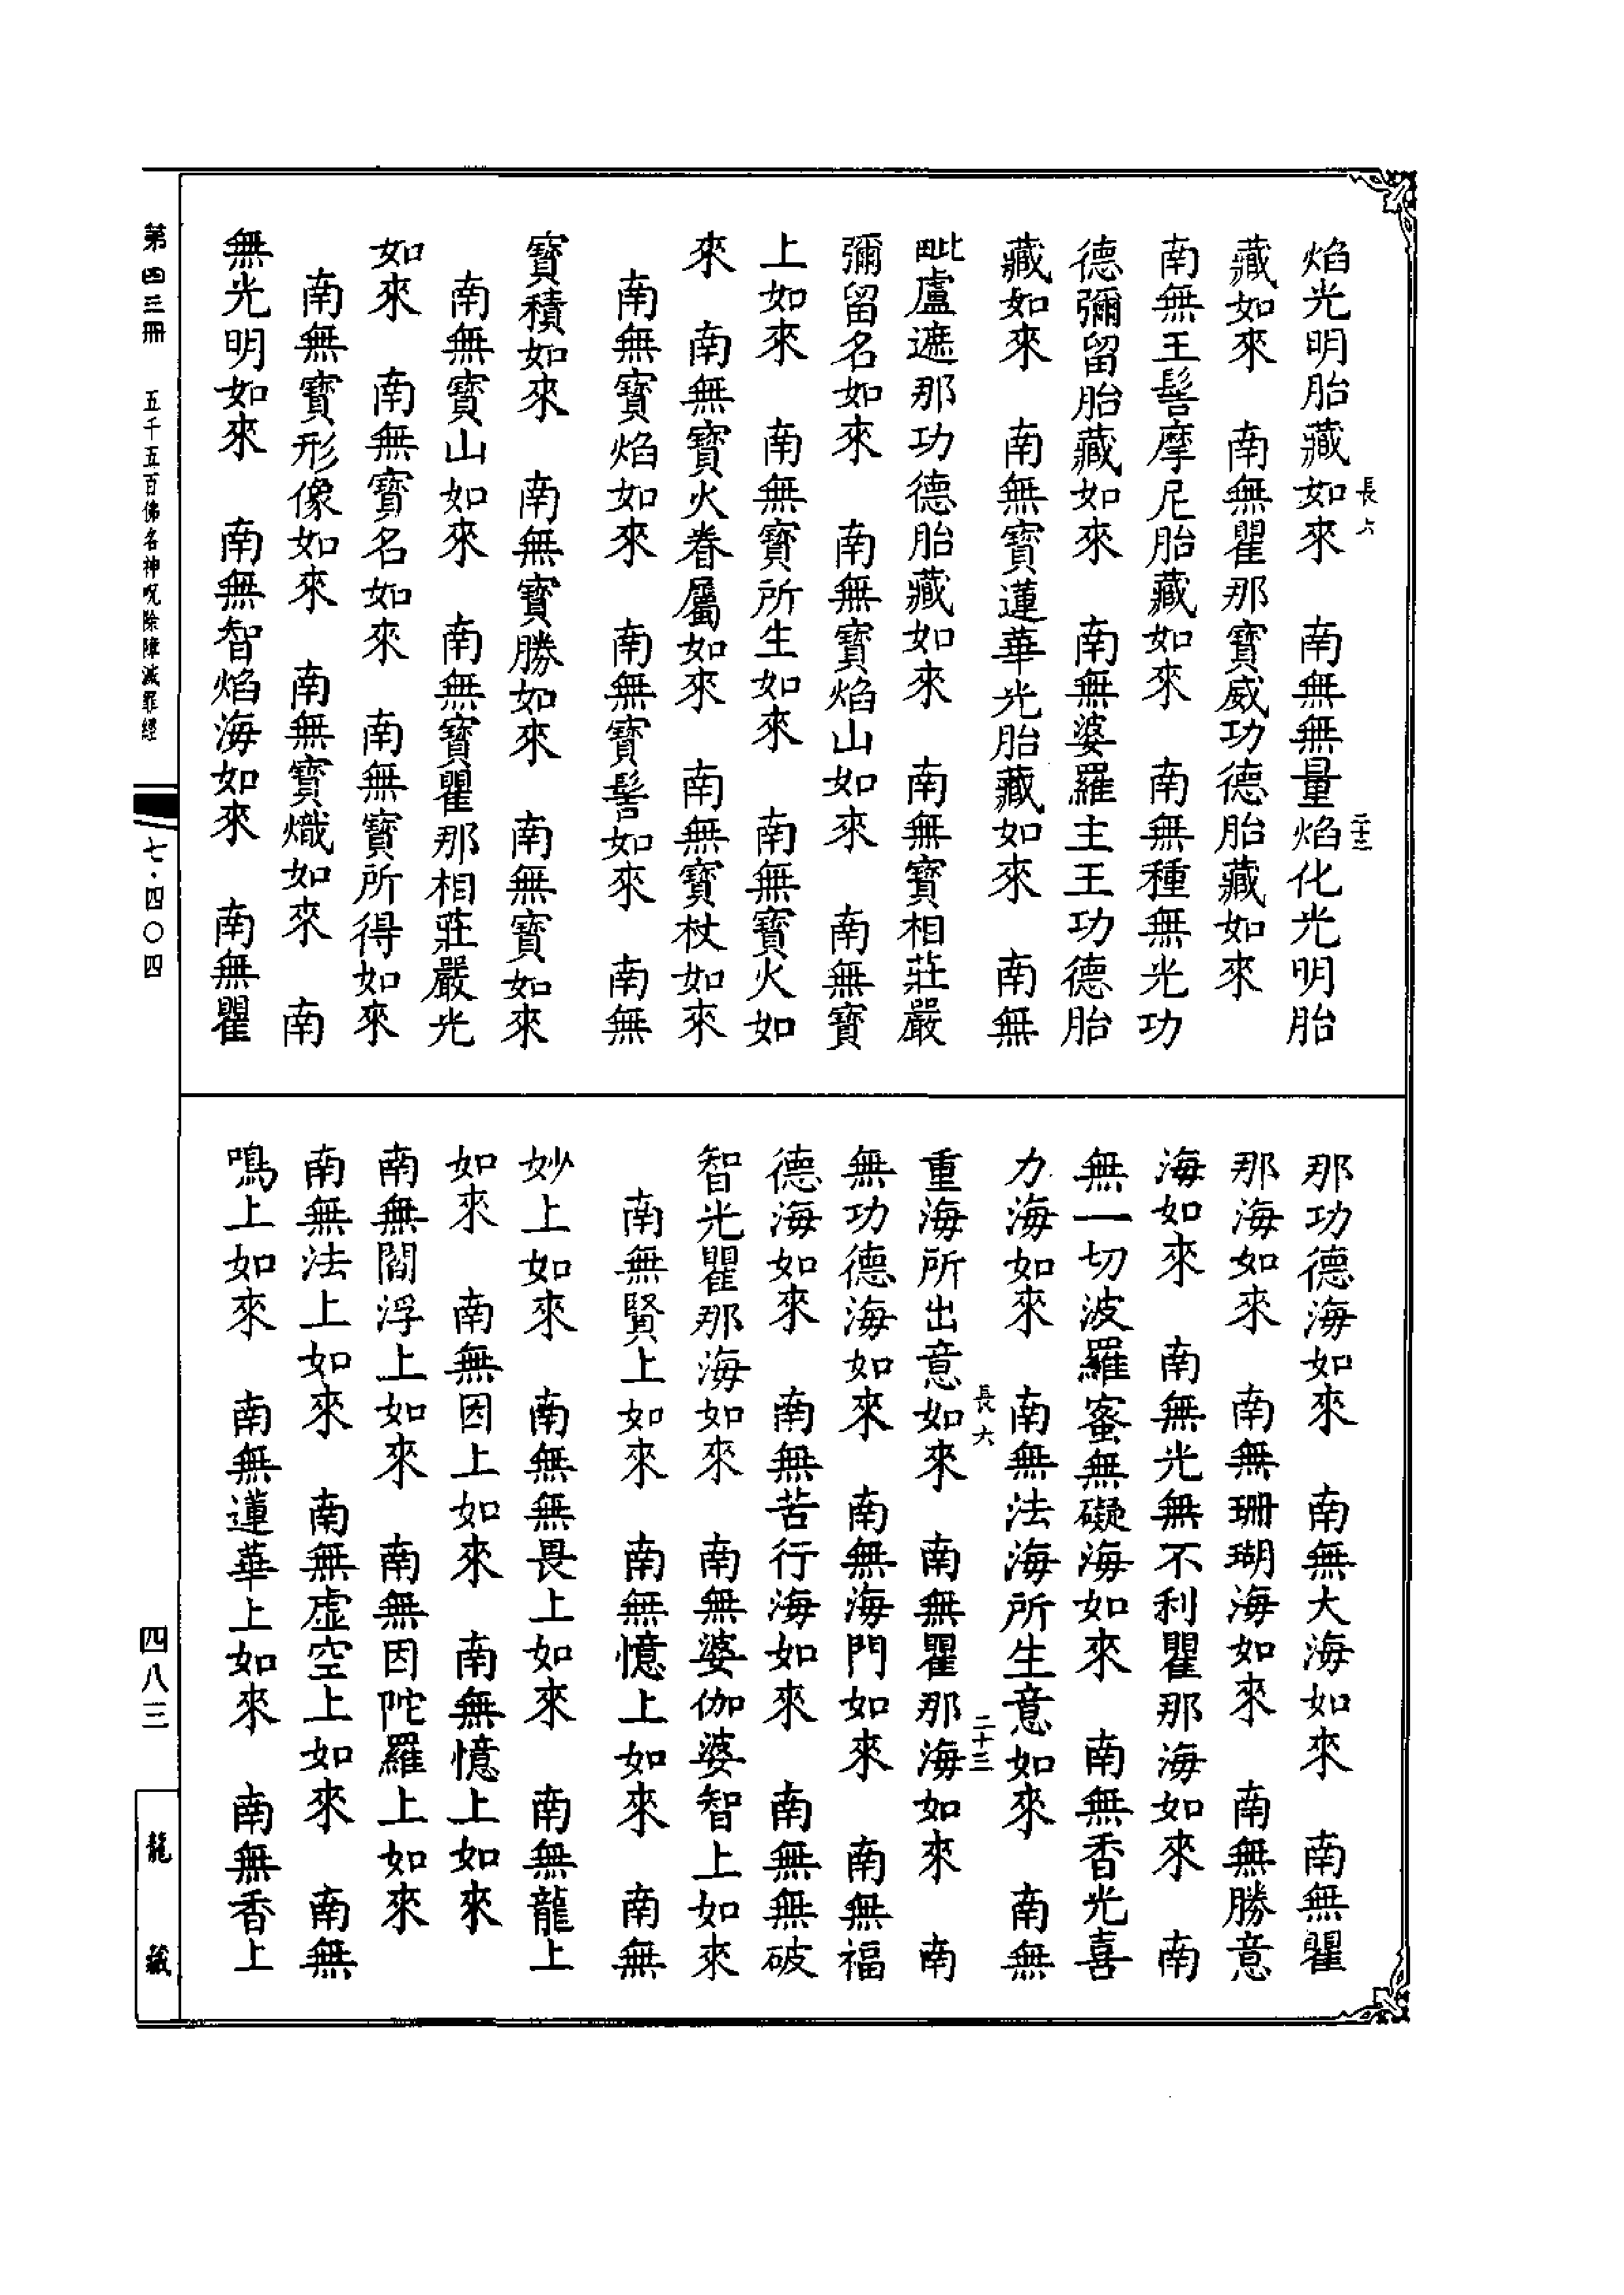 焰光明胎藏如來　南無無量焰化光明胎
長六
二十二
藏如來　南無瞿那寶威功德胎藏如來
南無王髻摩尼胎藏如來　南無種無光功
德彌留胎藏如來　南無婆羅主王功德胎
藏如來　南無寶蓮華光胎藏如來　南無
毗盧遮那功德胎藏如來　南無寶相莊嚴
彌留名如來　南無寶焰山如來　南無寶
上如來　南無寶所生如來　南無寶火如
來　南無寶火眷屬如來　南無寶杖如來
南無寶焰如來　南無寶髻如來　南無
寶積如來　南無寶勝如來　南無寶如來
南無寶山如來　南無寶瞿那相莊嚴光
如來　南無寶名如來　南無寶所得如來
南無寶形像如來　南無寶熾如來　南
無光明如來　南無智焰海如來　南無瞿
那功德海如來　南無大海如來　南無瞿
那海如來　南無珊瑚海如來　南無勝意
海如來　南無光無不利瞿那海如來　南
無一切波羅蜜無礙海如來　南無香光喜
力海如來　南無法海所生意如來　南無
長六
二十三
重海所出意如來　南無瞿那海如來　南
無功德海如來　南無海門如來　南無福
德海如來　南無苦行海如來　南無無破
智光瞿那海如來　南無婆伽婆智上如來
南無賢上如來　南無憶上如來　南無
妙上如來　南無無畏上如來　南無龍上
如來　南無因上如來　南無憶上如來
南無閻浮上如來　南無因陀羅上如來
南無法上如來　南無虛空上如來　南無
鳴上如來　南無蓮華上如來　南無香上
第四三冊　五千五百佛名神呪除障滅罪經
七·四〇四
四八三
龍藏